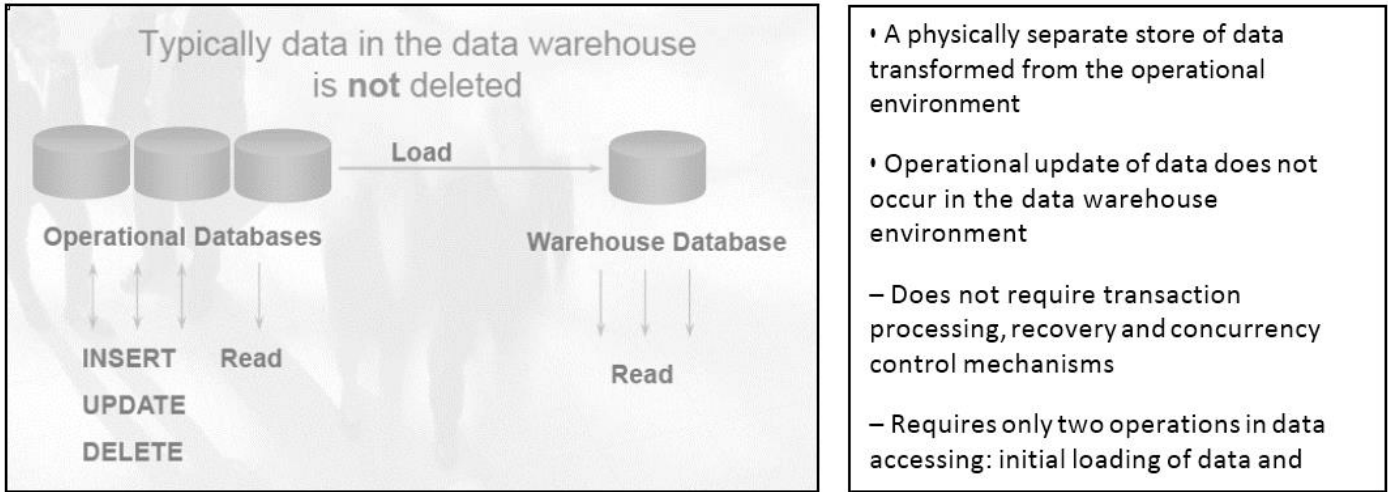 Typically data in the data warehouse
is not deleted
Load
Operational Databases
Warehouse Database
INSERT
Read
UPDATE
DELETE
Read
• A physically separate store of data
transformed from the operational
environment
• Operational update of data does not
occur in the data warehouse
environment
– Does not require transaction
processing, recovery and concurrency
control mechanisms
– Requires only two operations in data
accessing: initial loading of data and